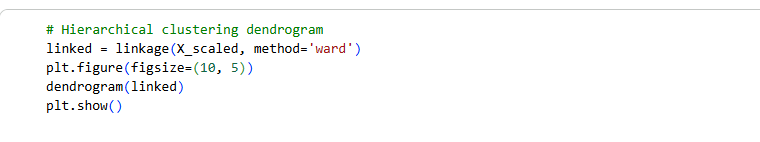 # Hierarchical clustering dendrogram
linked = linkage(X_scaled, method='ward')
plt.figure(figsize=(10, 5))
dendrogram(linked)
plt.show()